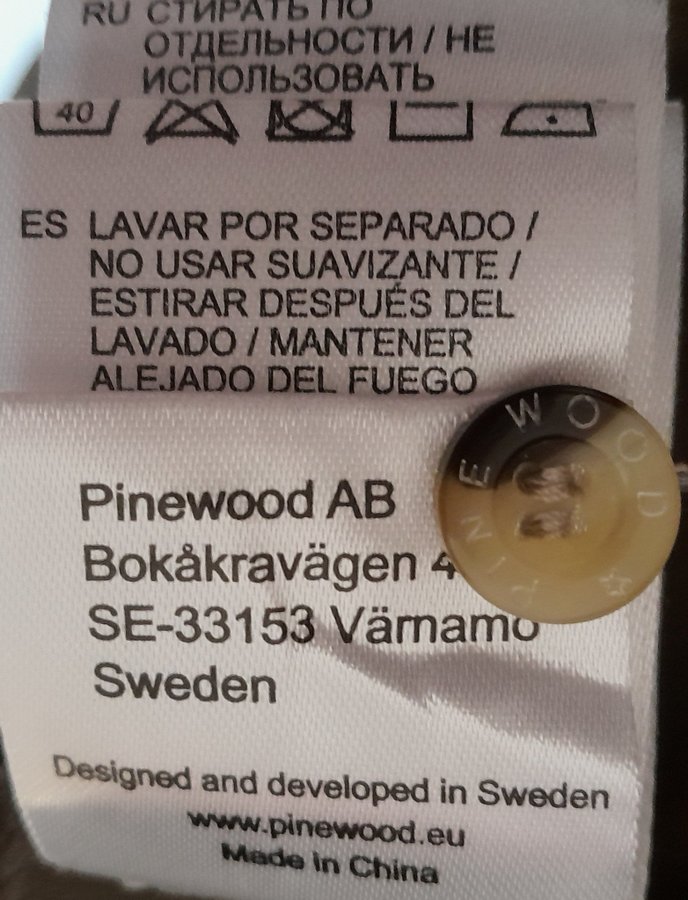 RU СТИРАТЬ ПО
ОТДЕЛЬНОСТИ / НЕ
ИСПОЛЬЗОВАТЬ
40
ES LAVAR POR SEPARADO /
NO USAR SUAVIZANTE /
ESTIRAR DESPUÉS DEL
LAVADO / MANTENER
ALEJADO DEL FUEGO
PINEWOOD
Pinewood AB
Bokåkravägen 4
SE-33153 Värnamo
Sweden
Designed and developed in Sweden
www.pinewood.eu
Made in China